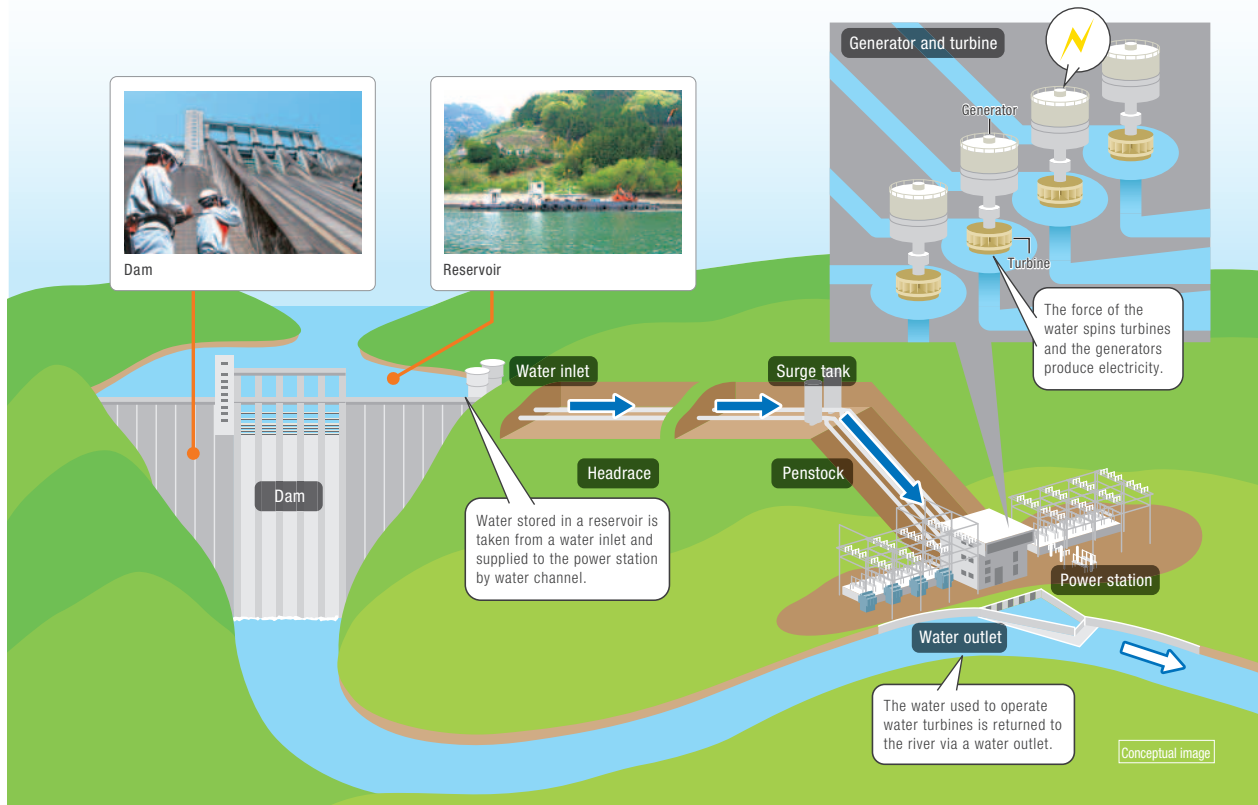 Generator and turbine
Generator
Turbine
The force of the
water spins turbines
and the generators
produce electricity.
Dam
Reservoir
Water inlet
Surge tank
Headrace
Penstock
Dam
Water stored in a reservoir is
taken from a water inlet and
supplied to the power station
by water channel.
Power station
Water outlet
The water used to operate
water turbines is returned to
the river via a water outlet.
Conceptual image